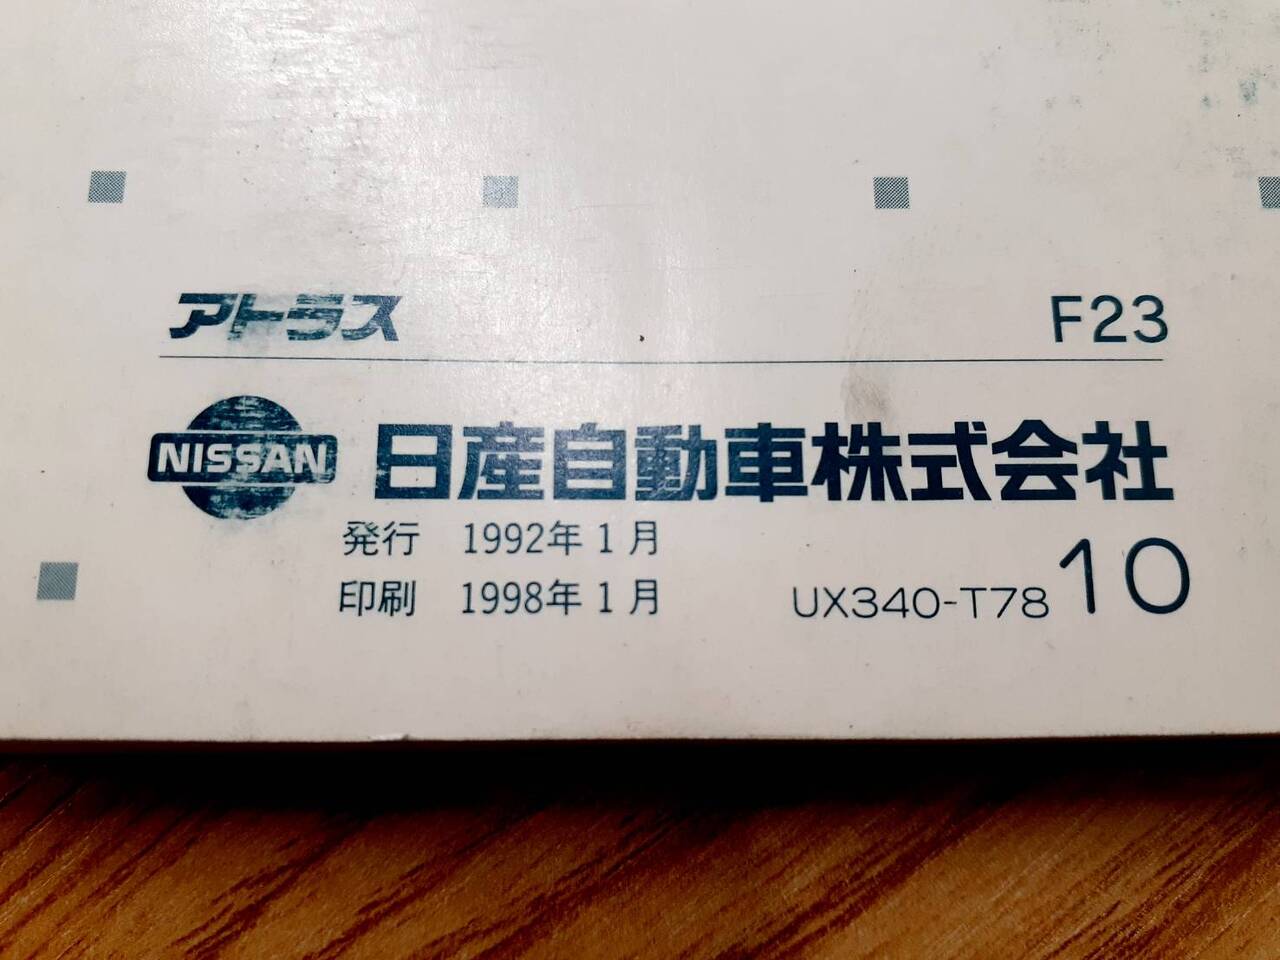 アトラス F23
NISSAN 日産自動車株式会社
発行 1992年1月
印刷 1998年1月 UX340-T78 10